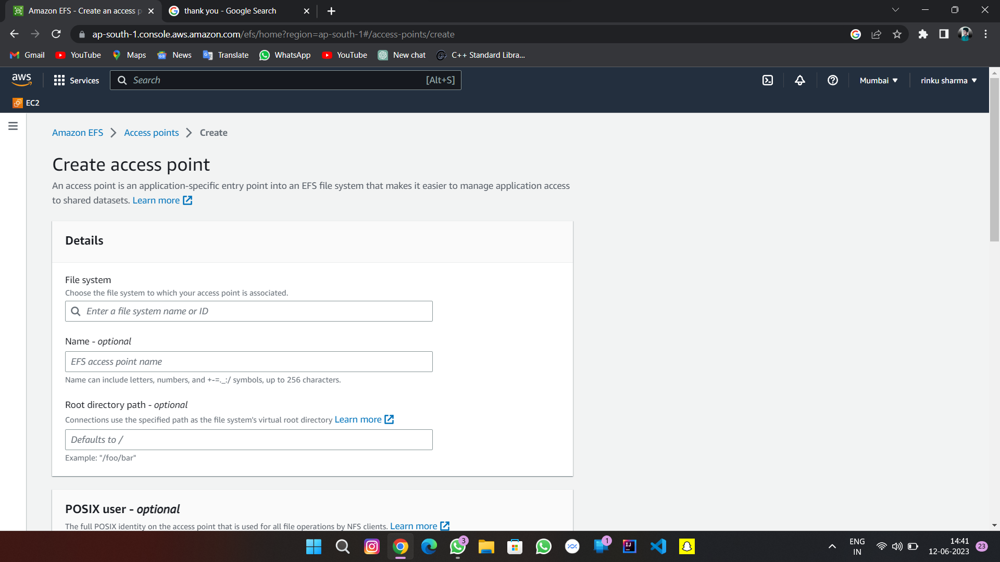 Amazon EFS - Create an access p
thank you - Google Search
ap-south-1.console.aws.amazon.com/efs/home?region=ap-south-1#/access-points/create
Gmail YouTube Maps News Translate WhatsApp YouTube New chat C++ Standard Libra...
aws Services Search [Alt+S] Mumbai rinku sharma
EC2
Amazon EFS Access points Create
Create access point
An access point is an application-specific entry point into an EFS file system that makes it easier to manage application access
to shared datasets. Learn more
Details
File system
Choose the file system to which your access point is associated.
Enter a file system name or ID
Name - optional
EFS access point name
Name can include letters, numbers, and +-=._:/ symbols, up to 256 characters.
Root directory path - optional
Connections use the specified path as the file system's virtual root directory Learn more
Defaults to /
Example: "/foo/bar"
POSIX user - optional
The full POSIX identity on the access point that is used for all file operations by NFS clients. Learn more
3 1 IJ ENG 14:41
IN 12-06-2023 23